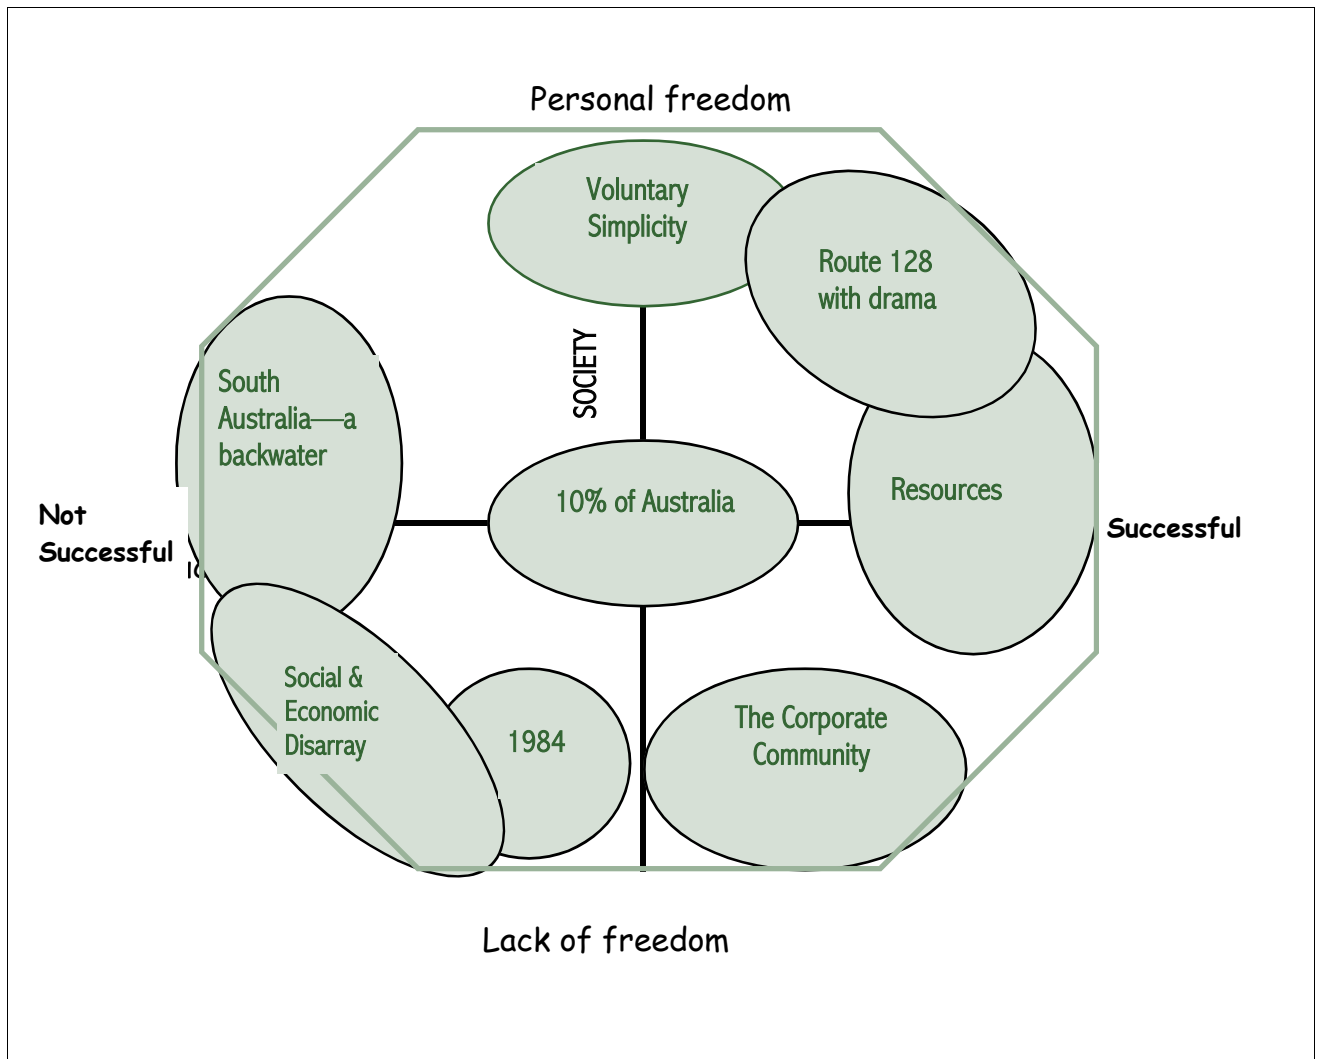 Personal freedom
Voluntary
Simplicity
Route 128
with drama
SOCIETY
South
Australia—a
backwater
10% of Australia
Resources
Not
Successful
Successful
Social &
Economic
Disarray
1984
The Corporate
Community
Lack of freedom